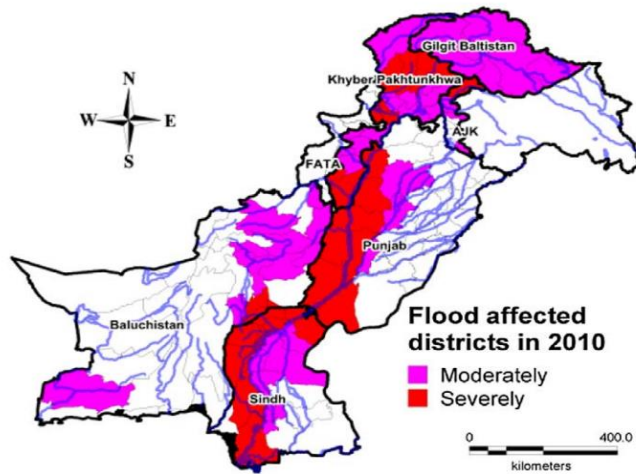 Gilgit Baltistan
N
Khyber Pakhtunkhwa
W E
AJK
S
FATA
Punjab
Flood affected
districts in 2010
Baluchistan
Moderately
Severely
Sindh
0 400.0
kilometers